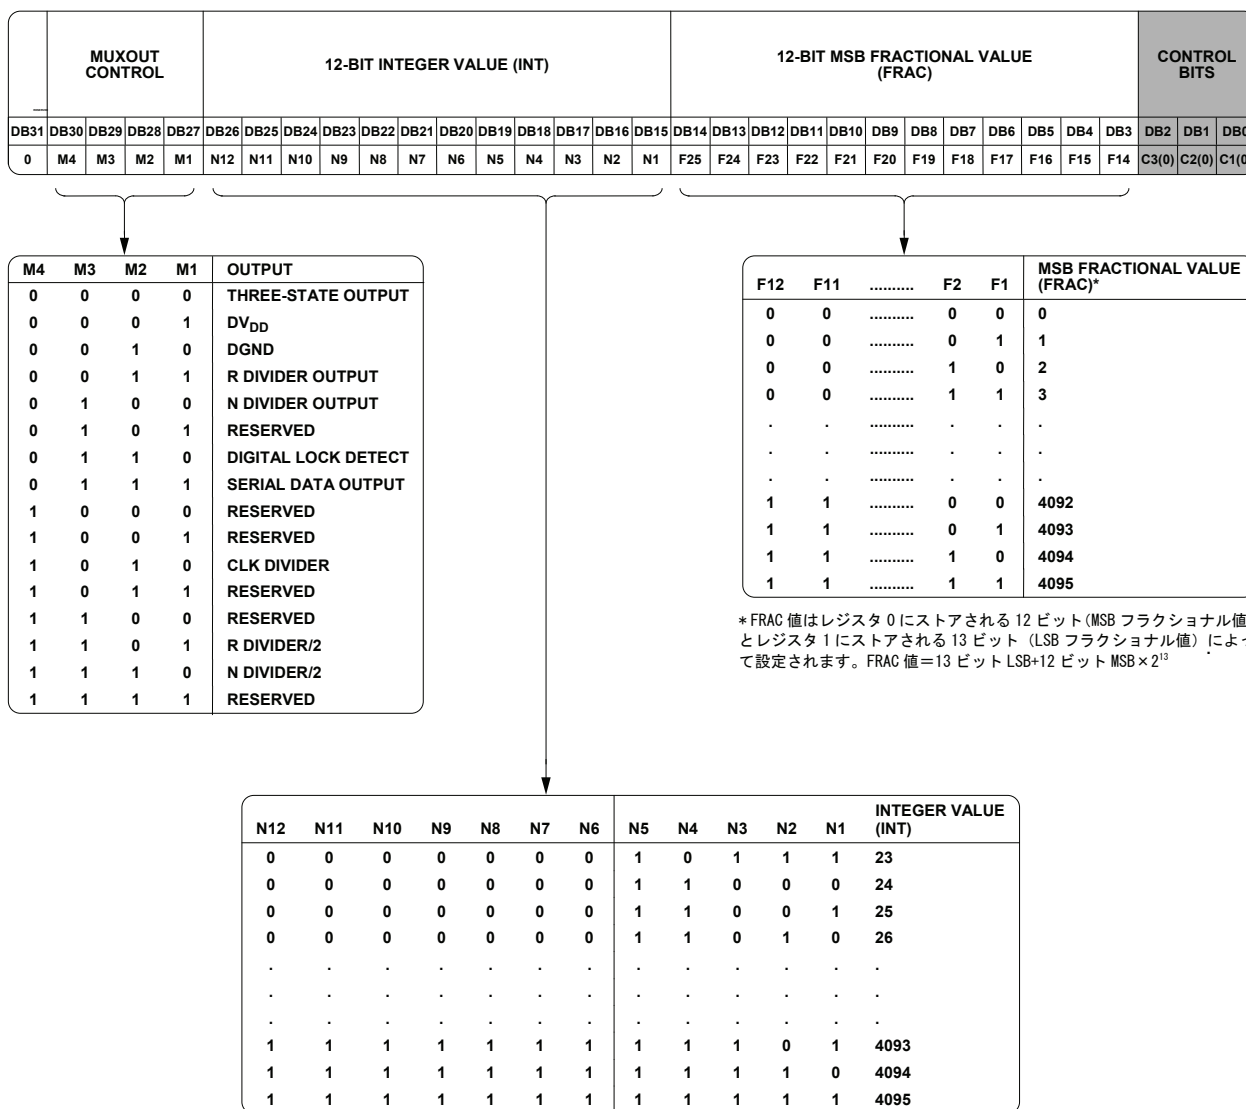 MUXOUT CONTROL 12-BIT INTEGER VALUE (INT) 12-BIT MSB FRACTIONAL VALUE (FRAC) CONTROL BITS
DB31 DB30 DB29 DB28 DB27 DB26 DB25 DB24 DB23 DB22 DB21 DB20 DB19 DB18 DB17 DB16 DB15 DB14 DB13 DB12 DB11 DB10 DB9 DB8 DB7 DB6 DB5 DB4 DB3 DB2 DB1 DB0
0 M4 M3 M2 M1 N12 N11 N10 N9 N8 N7 N6 N5 N4 N3 N2 N1 F25 F24 F23 F22 F21 F20 F19 F18 F17 F16 F15 F14 C3(0) C2(0) C1(0
M4 M3 M2 M1 OUTPUT
0 0 0 0 THREE-STATE OUTPUT
0 0 0 1 DVDD
0 0 1 0 DGND
0 0 1 1 R DIVIDER OUTPUT
0 1 0 0 N DIVIDER OUTPUT
0 1 0 1 RESERVED
0 1 1 0 DIGITAL LOCK DETECT
0 1 1 1 SERIAL DATA OUTPUT
1 0 0 0 RESERVED
1 0 0 1 RESERVED
1 0 1 0 CLK DIVIDER
1 0 1 1 RESERVED
1 1 0 0 RESERVED
1 1 0 1 R DIVIDER/2
1 1 1 0 N DIVIDER/2
1 1 1 1 RESERVED
F12 F11 .......... F2 F1 MSB FRACTIONAL VALUE (FRAC)*
0 0 .......... 0 0 0
0 0 .......... 0 1 1
0 0 .......... 1 0 2
0 0 .......... 1 1 3
. . .......... . . .
. . .......... . . .
. . .......... . . .
1 1 .......... 0 0 4092
1 1 .......... 0 1 4093
1 1 .......... 1 0 4094
1 1 .......... 1 1 4095
*FRAC 値はレジスタ 0 にストアされる 12 ビット(MSB フラクショナル値
とレジスタ 1 にストアされる 13 ビット（LSB フラクショナル値）によっ
て設定されます。FRAC 値＝13 ビット LSB+12 ビット MSB×2¹³
N12 N11 N10 N9 N8 N7 N6 N5 N4 N3 N2 N1 INTEGER VALUE (INT)
0 0 0 0 0 0 0 1 0 1 1 1 23
0 0 0 0 0 0 0 1 1 0 0 0 24
0 0 0 0 0 0 0 1 1 0 0 1 25
0 0 0 0 0 0 0 1 1 0 1 0 26
. . . . . . . . . . . . .
. . . . . . . . . . . . .
. . . . . . . . . . . . .
1 1 1 1 1 1 1 1 1 1 0 1 4093
1 1 1 1 1 1 1 1 1 1 1 0 4094
1 1 1 1 1 1 1 1 1 1 1 1 4095